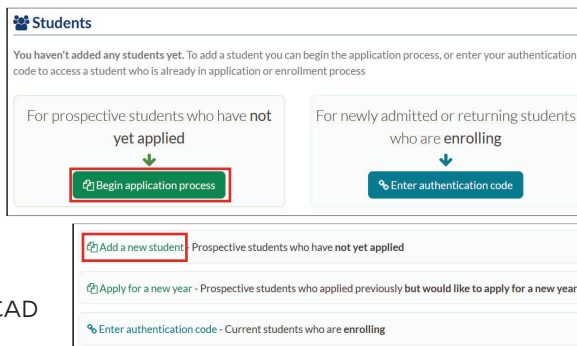 Students
You haven't added any students yet. To add a student you can begin the application process, or enter your authentication
code to access a student who is already in application or enrollment process
For prospective students who have not
yet applied
Begin application process
For newly admitted or returning students
who are enrolling
Enter authentication code
Add a new student - Prospective students who have not yet applied
Apply for a new year - Prospective students who applied previously but would like to apply for a new year
Enter authentication code - Current students who are enrolling
CAD